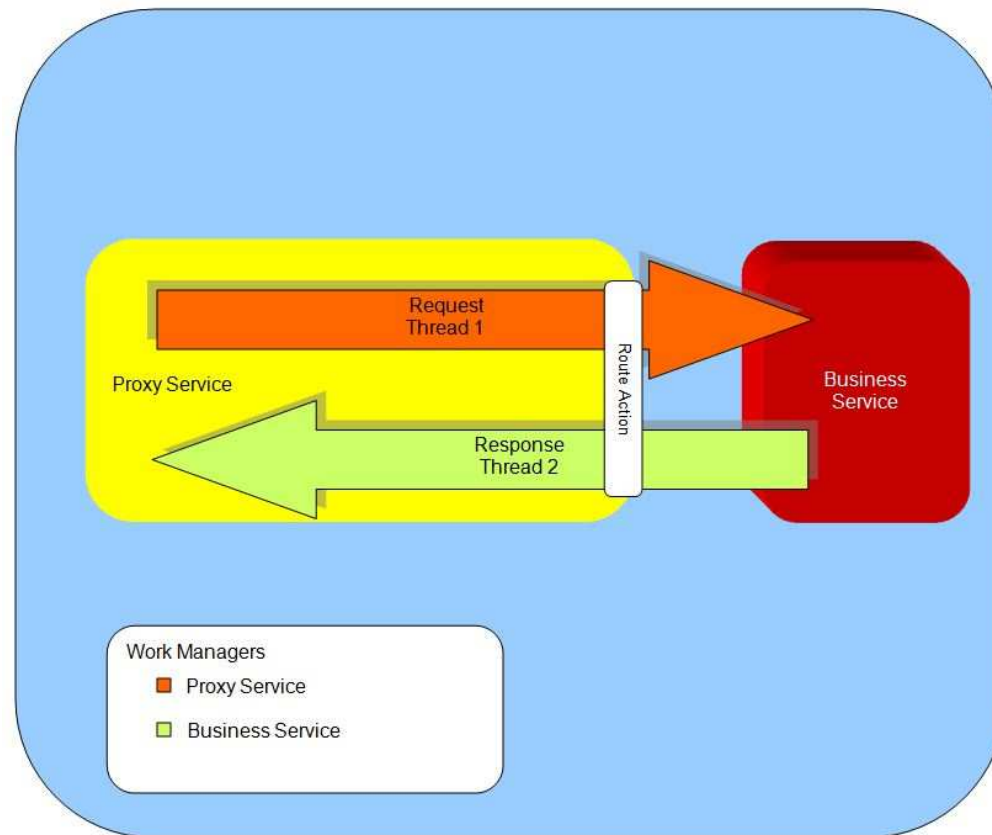 Request
Thread 1
Proxy Service
Route Action
Business
Service
Response
Thread 2
Work Managers
Proxy Service
Business Service